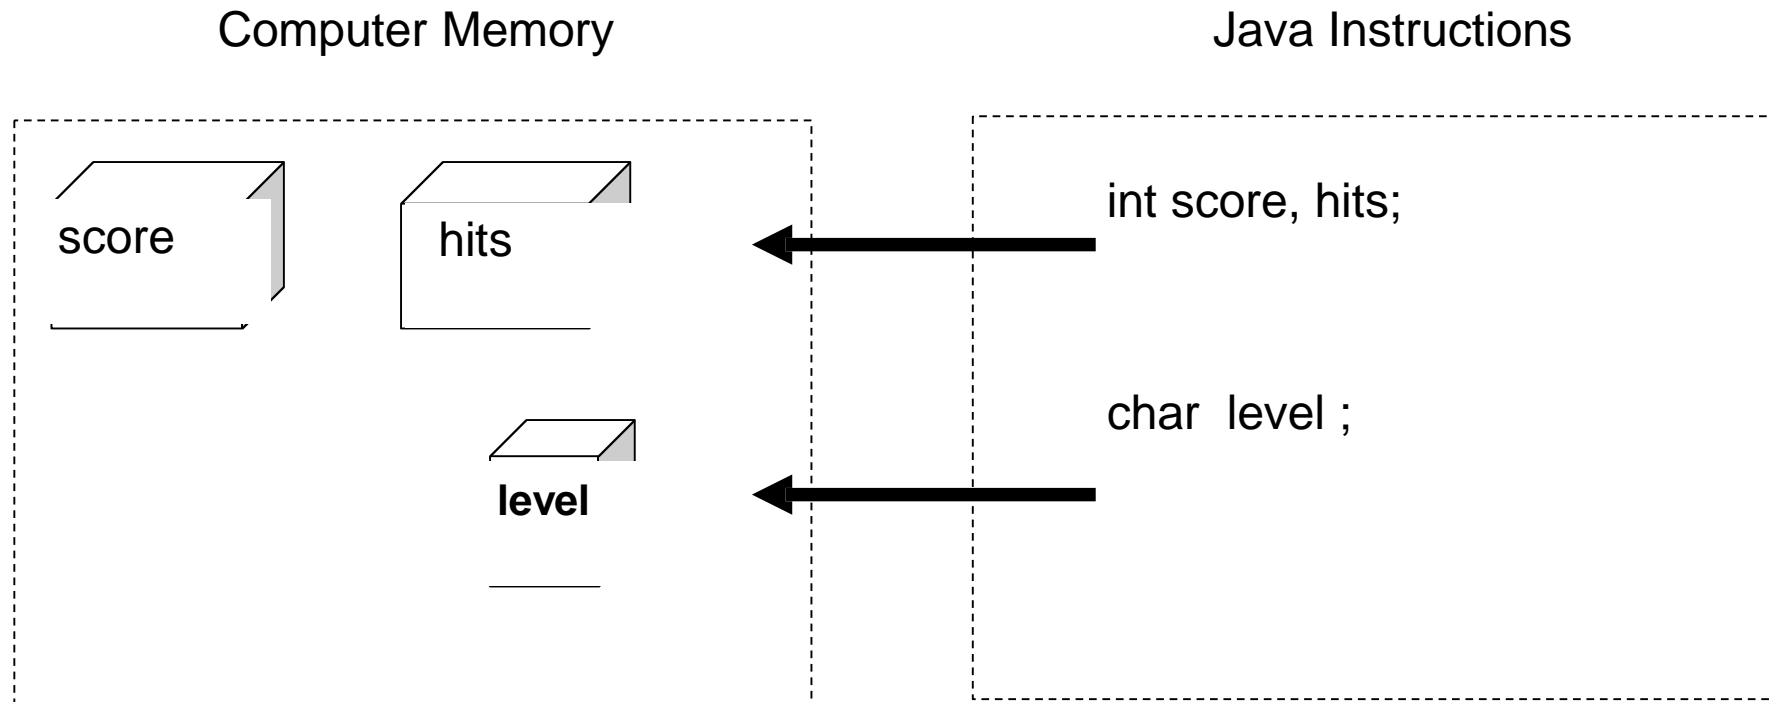 Computer Memory
Java Instructions
score
hits
int score, hits;
char  level ;
level